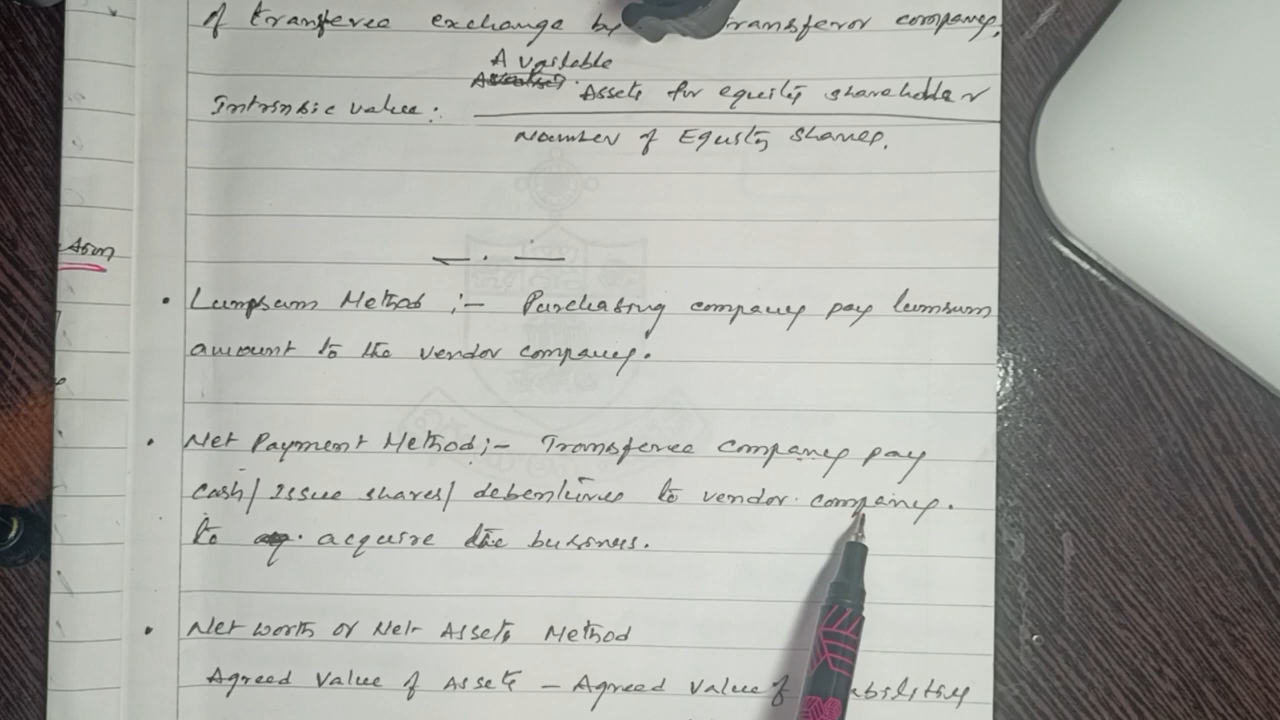 of transferee exchange by transferor company,
Available
Assets for equity shareholder
Intrinsic value:
Number of Equity shares.
Lumpsum Method :- Purchasing company pay lumsum
amount to the vendor company.
Net Payment Method :- Transferee company pay
cash/ Issue shares/ debentures to vendor company.
to acquire the business.
Net worth or Net Assets Method
Agreed Value of Assets - Agreed Value of